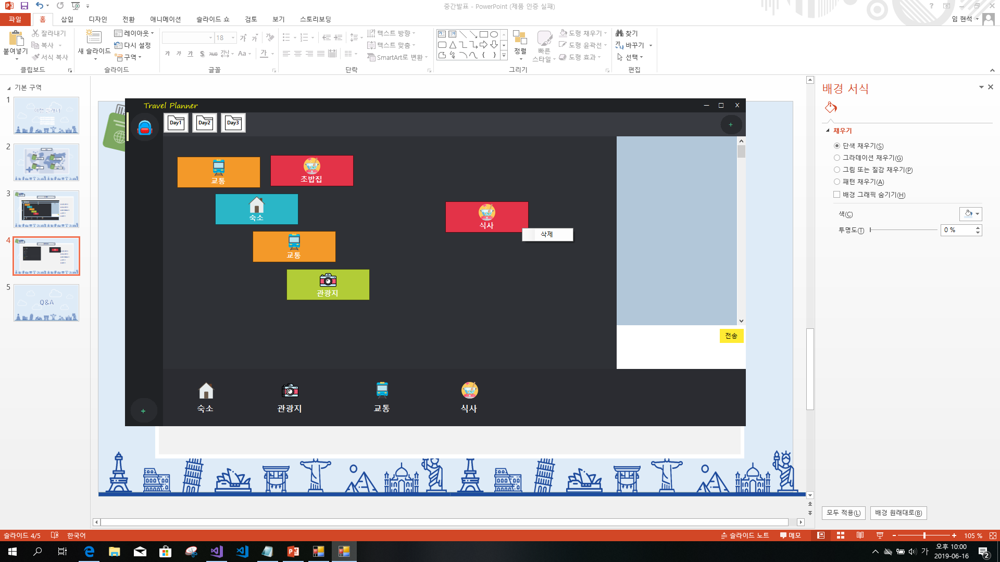 중간발표 - PowerPoint (제품 인증 실패)
파일 홈 삽입 디자인 전환 애니메이션 슬라이드 쇼 검토 보기 스토리보딩
임 현석
붙여넣기 잘라내기 복사 서식 복사
클립보드
새 슬라이드 레이아웃 다시 설정 구역
슬라이드
18
가 가 가 S 가나 Aa 가
글꼴
텍스트 방향
텍스트 맞춤
SmartArt로 변환
단락
정렬 빠른 스타일
도형 채우기
도형 윤곽선
도형 효과
그리기
찾기
바꾸기
선택
편집
기본 구역
1
2
3
4
5
Q&A
Travel Planner
X
Day1 Day2 Day3
+
교통
초밥집
숙소
식사
삭제
교통
관광지
전송
숙소 관광지 교통 식사
+
배경 서식
채우기
단색 채우기(S)
그라데이션 채우기(G)
그림 또는 질감 채우기(P)
패턴 채우기(A)
배경 그래픽 숨기기(H)
색(C)
투명도(T) 0 %
모두 적용(L) 배경 원래대로(B)
슬라이드 4/5 한국어
슬라이드 노트 메모 105 %
가 오후 10:00
2019-06-16
2